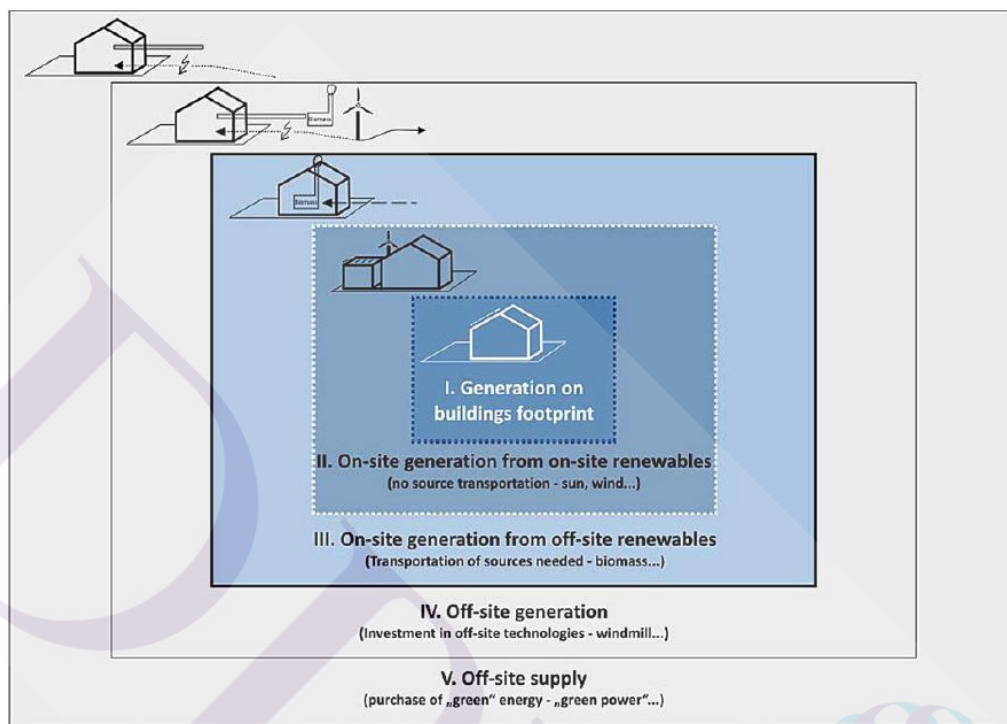 Biomass
Biomass
I. Generation on
buildings footprint
II. On-site generation from on-site renewables
(no source transportation - sun, wind...)
III. On-site generation from off-site renewables
(Transportation of sources needed - biomass...)
IV. Off-site generation
(Investment in off-site technologies - windmill...)
V. Off-site supply
(purchase of „green“ energy - „green power“...)